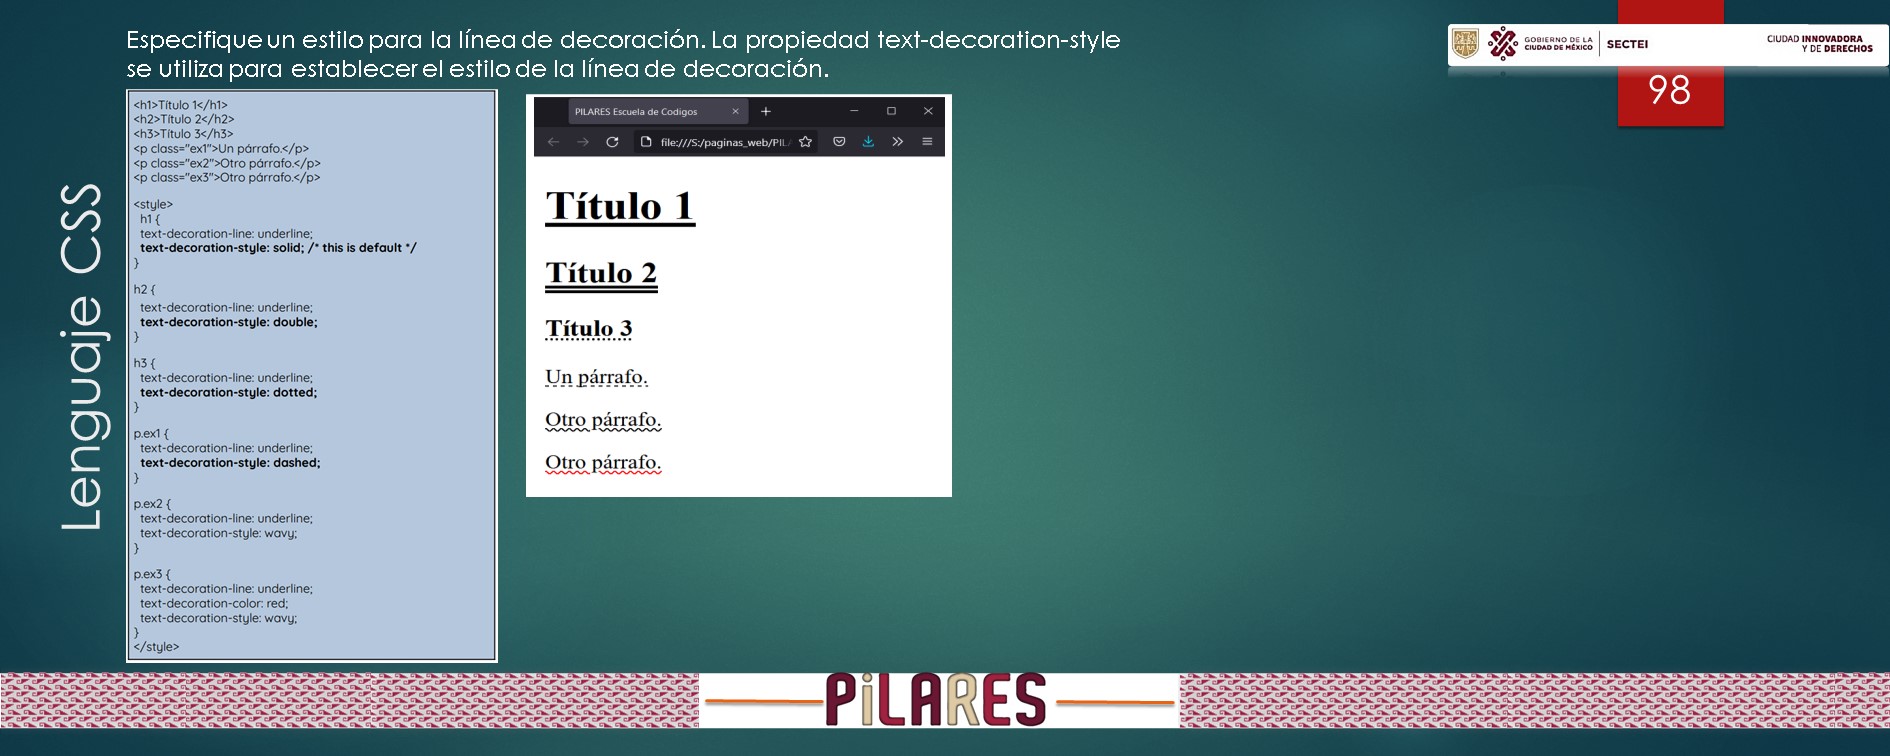 Especifique un estilo para la línea de decoración. La propiedad text-decoration-style
se utiliza para establecer el estilo de la línea de decoración.
GOBIERNO DE LA
CIUDAD DE MÉXICO
SECTEI
CIUDAD INNOVADORA
Y DE DERECHOS
98
Lenguaje CSS
<h1>Título 1</h1>
<h2>Título 2</h2>
<h3>Título 3</h3>
<p class="ex1">Un párrafo.</p>
<p class="ex2">Otro párrafo.</p>
<p class="ex3">Otro párrafo.</p>
<style>
h1 {
text-decoration-line: underline;
text-decoration-style: solid; /* this is default */
}
h2 {
text-decoration-line: underline;
text-decoration-style: double;
}
h3 {
text-decoration-line: underline;
text-decoration-style: dotted;
}
p.ex1 {
text-decoration-line: underline;
text-decoration-style: dashed;
}
p.ex2 {
text-decoration-line: underline;
text-decoration-style: wavy;
}
p.ex3 {
text-decoration-line: underline;
text-decoration-color: red;
text-decoration-style: wavy;
}
</style>
PILARES Escuela de Codigos
file:///S:/paginas_web/PIL
Título 1
Título 2
Título 3
Un párrafo.
Otro párrafo.
Otro párrafo.
PiLARES